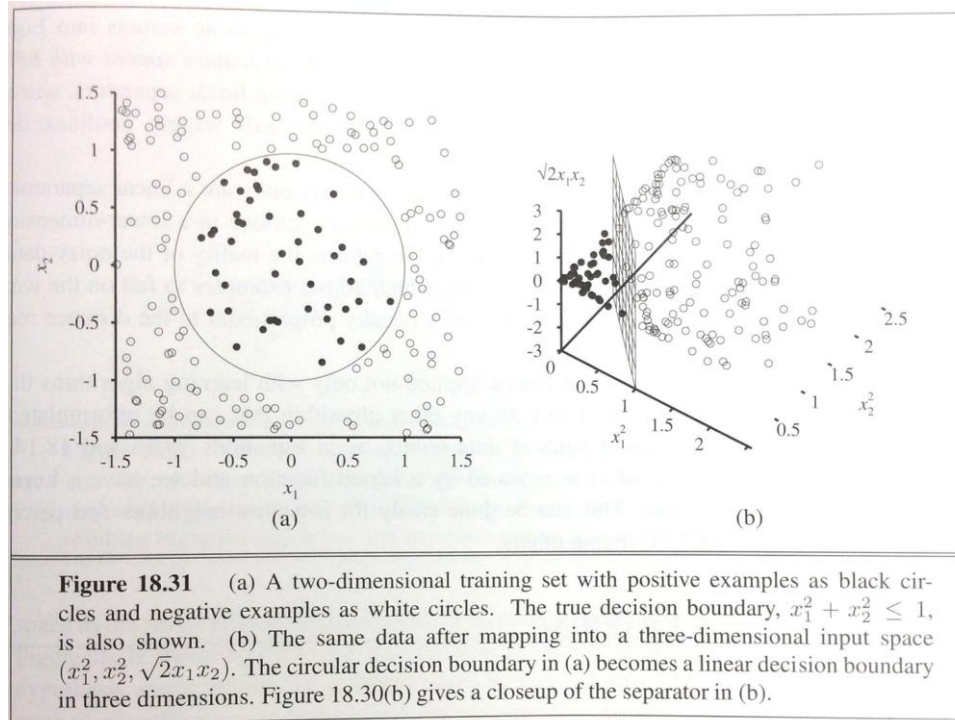 1.5
1
0.5
0
-0.5
-1
-1.5
x₂
-1.5 -1 -0.5 0 0.5 1 1.5
x₁
(a)
√2x₁x₂
3
2
1
0
-1
-2
-3
0
0.5
1
1.5
2
x₁²
0.5
1
1.5
2
2.5
x₂²
(b)
Figure 18.31 (a) A two-dimensional training set with positive examples as black cir-
cles and negative examples as white circles. The true decision boundary, x₁² + x₂² ≤ 1,
is also shown. (b) The same data after mapping into a three-dimensional input space
(x₁², x₂², √2x₁x₂). The circular decision boundary in (a) becomes a linear decision boundary
in three dimensions. Figure 18.30(b) gives a closeup of the separator in (b).